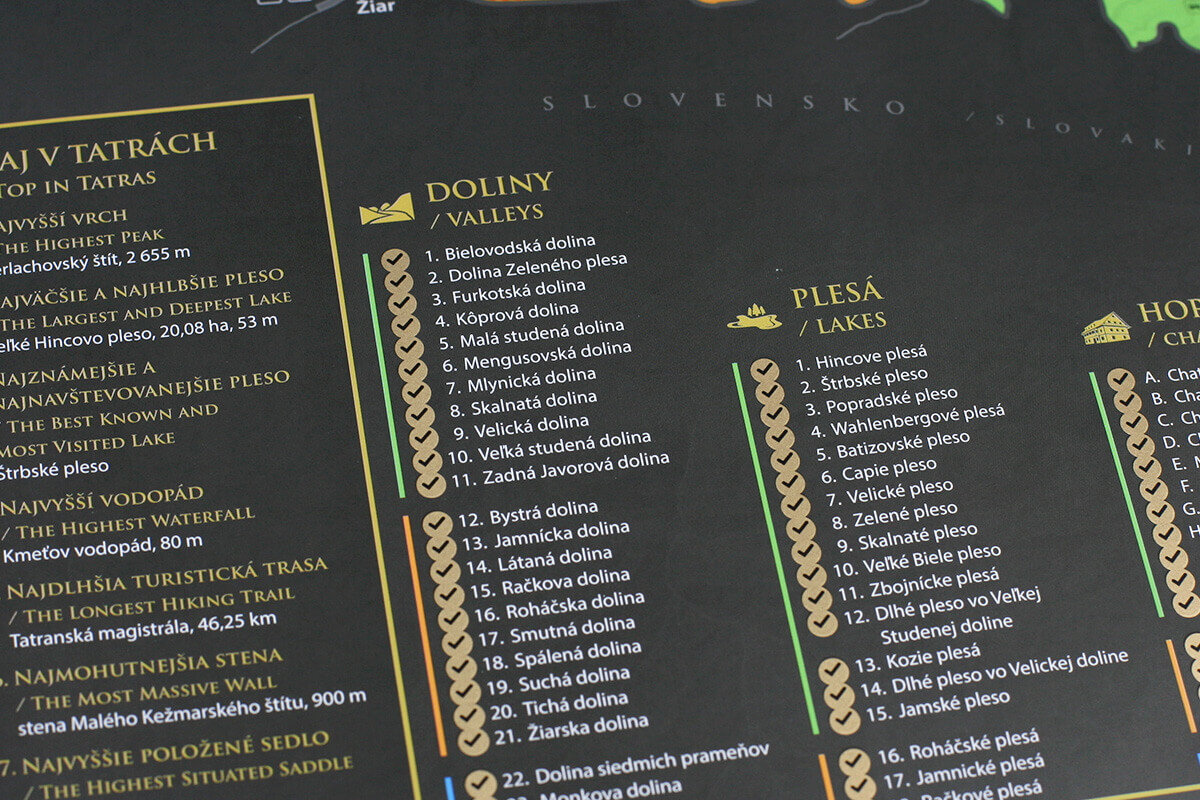 Žiar
SLOVENSKO / SLOVAKI
AJ V TATRÁCH
TOP IN TATRAS
AJVYŠŠÍ VRCH
THE HIGHEST PEAK
erlachovský štít, 2 655 m
AJVÄČŠIE A NAJHLBŠIE PLESO
THE LARGEST AND DEEPEST LAKE
eľké Hincovo pleso, 20,08 ha, 53 m
NAJZNÁMEJŠIE A
NAJNAVŠTEVOVANEJŠIE PLESO
/ THE BEST KNOWN AND
MOST VISITED LAKE
Štrbské pleso
NAJVYŠŠÍ VODOPÁD
/ THE HIGHEST WATERFALL
Kmeťov vodopád, 80 m
NAJDLHŠIA TURISTICKÁ TRASA
/ THE LONGEST HIKING TRAIL
Tatranská magistrála, 46,25 km
. NAJMOHUTNEJŠIA STENA
/ THE MOST MASSIVE WALL
stena Malého Kežmarského štítu, 900 m
7. NAJVYŠŠIE POLOŽENÉ SEDLO
/ THE HIGHEST SITUATED SADDLE
DOLINY
/ VALLEYS
1. Bielovodská dolina
2. Dolina Zeleného plesa
3. Furkotská dolina
4. Kôprová dolina
5. Malá studená dolina
6. Mengusovská dolina
7. Mlynická dolina
8. Skalnatá dolina
9. Velická dolina
10. Veľká studená dolina
11. Zadná Javorová dolina
12. Bystrá dolina
13. Jamnícka dolina
14. Látaná dolina
15. Račkova dolina
16. Roháčska dolina
17. Smutná dolina
18. Spálená dolina
19. Suchá dolina
20. Tichá dolina
21. Žiarska dolina
22. Dolina siedmich prameňov
23. Monkova dolina
PLESÁ
/ LAKES
1. Hincove plesá
2. Štrbské pleso
3. Popradské pleso
4. Wahlenbergové plesá
5. Batizovské pleso
6. Capie pleso
7. Velické pleso
8. Zelené pleso
9. Skalnaté pleso
10. Veľké Biele pleso
11. Zbojnícke plesá
12. Dlhé pleso vo Veľkej
Studenej doline
13. Kozie plesá
14. Dlhé pleso vo Velickej doline
15. Jamské pleso
16. Roháčské plesá
17. Jamnické plesá
Račkové plesá
HOR
/ CHA
A. Chat
B. Cha
C. Ch
D. C
E. M
F.
G.
H